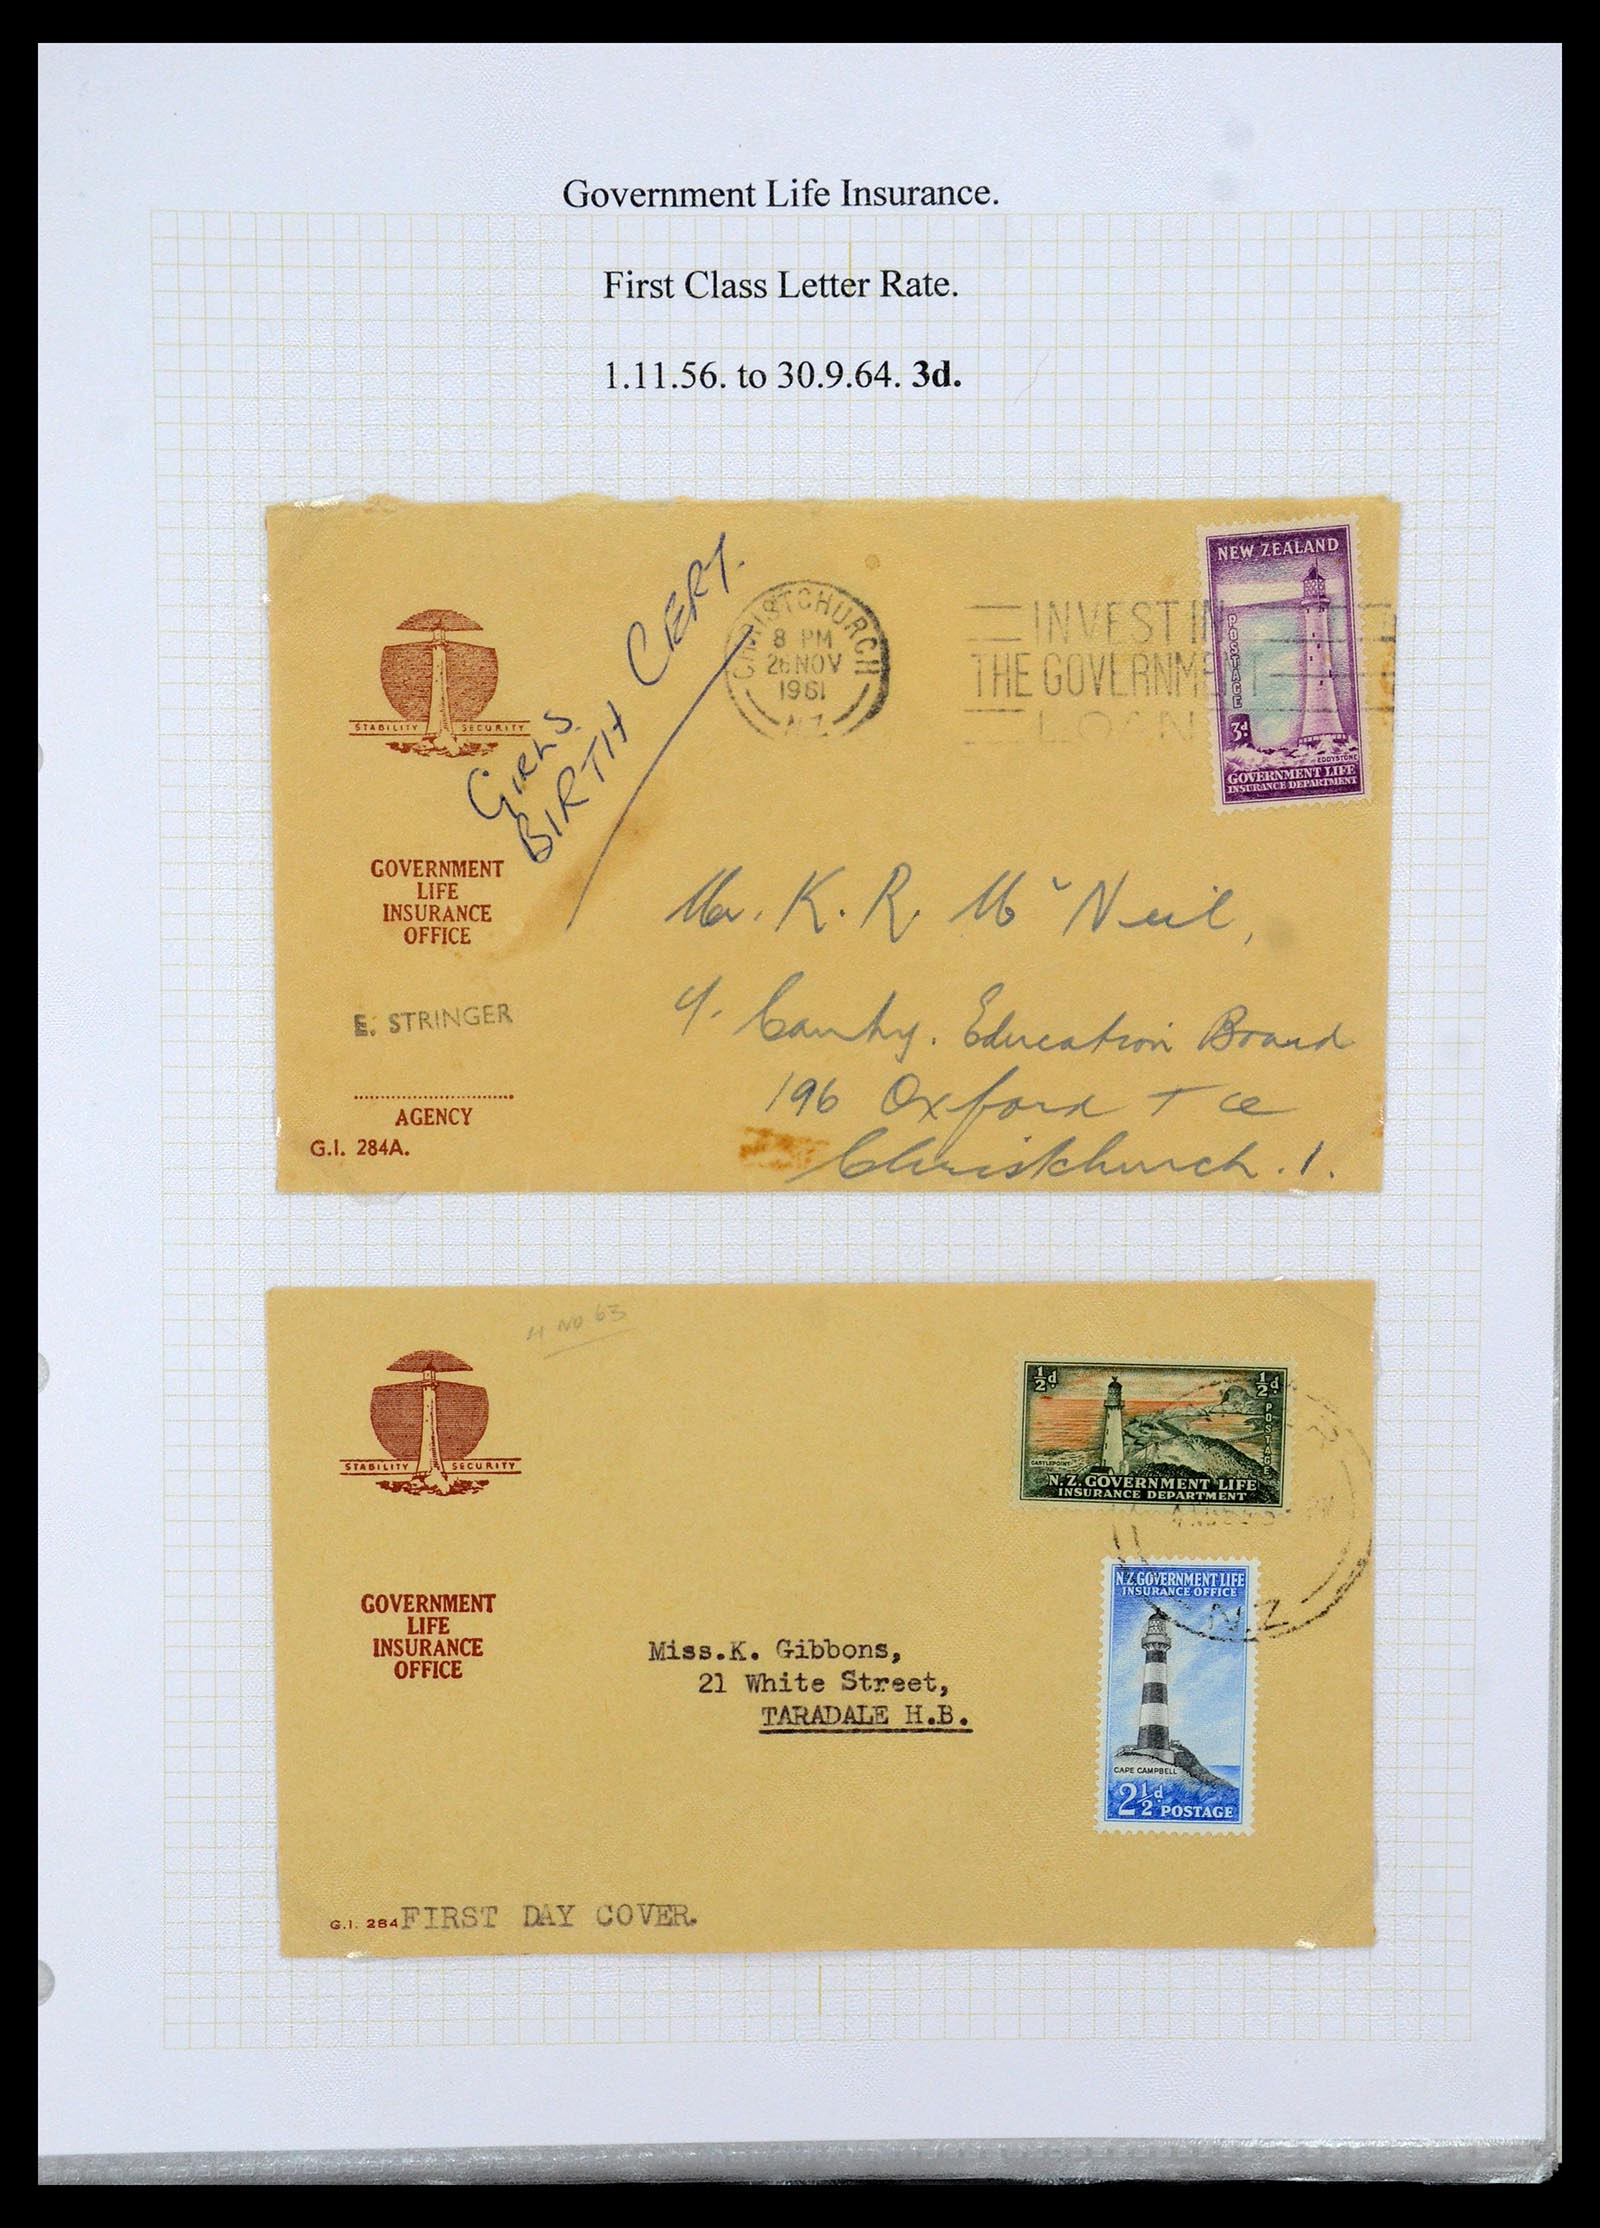 Government Life Insurance.
First Class Letter Rate.
1.11.56. to 30.9.64. 3d.
STABILITY SECURITY
GIRLS
BIRTH CERT.
CHRISTCHURCH
8 PM
26 NOV
1961
N.Z.
INVEST IN
THE GOVERNMENT
LOAN
NEW ZEALAND
POSTAGE
3d
EDDYSTONE
GOVERNMENT LIFE
INSURANCE DEPARTMENT
GOVERNMENT
LIFE
INSURANCE
OFFICE
E. STRINGER
AGENCY
G.I. 284A.
Mr. K. R. McNeil,
c/- Canty. Education Board
196 Oxford Tce
Christchurch. 1.
4 NO 63
STABILITY SECURITY
GOVERNMENT
LIFE
INSURANCE
OFFICE
½d ½d
POSTAGE
CASTLEPOINT
N.Z. GOVERNMENT LIFE
INSURANCE DEPARTMENT
N.Z.
N.Z. GOVERNMENT LIFE
INSURANCE OFFICE
CAPE CAMPBELL
2½d POSTAGE
Miss.K. Gibbons,
21 White Street,
TARADALE H.B.
G.I. 284 FIRST DAY COVER.